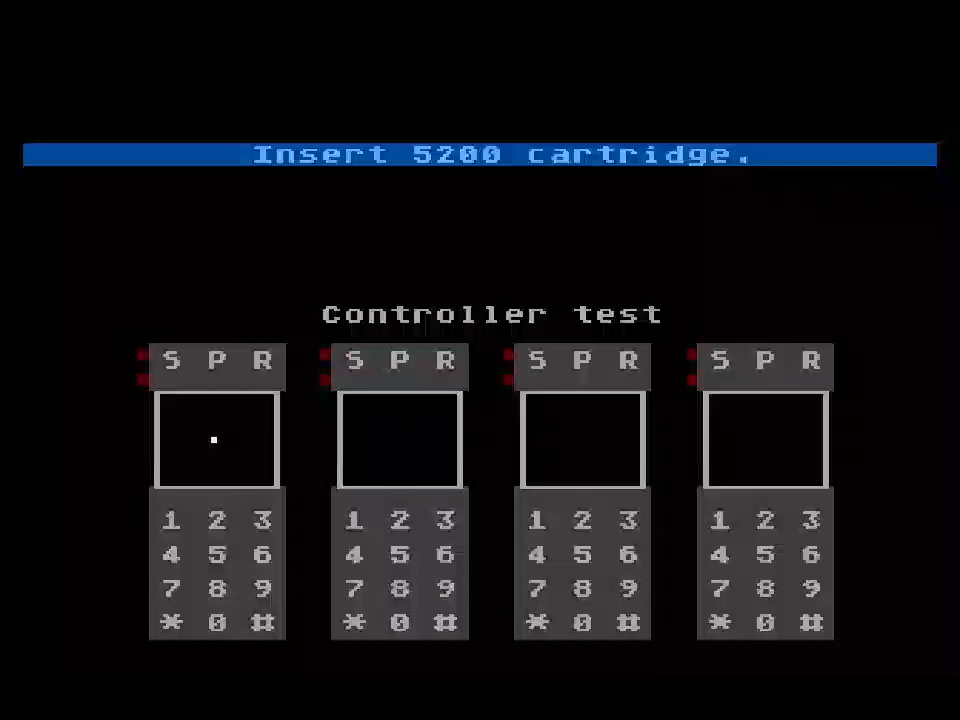 Insert 5200 cartridge.
Controller test
S P R S P R S P R S P R
1 2 3 1 2 3 1 2 3 1 2 3
4 5 6 4 5 6 4 5 6 4 5 6
7 8 9 7 8 9 7 8 9 7 8 9
* 0 # * 0 # * 0 # * 0 #